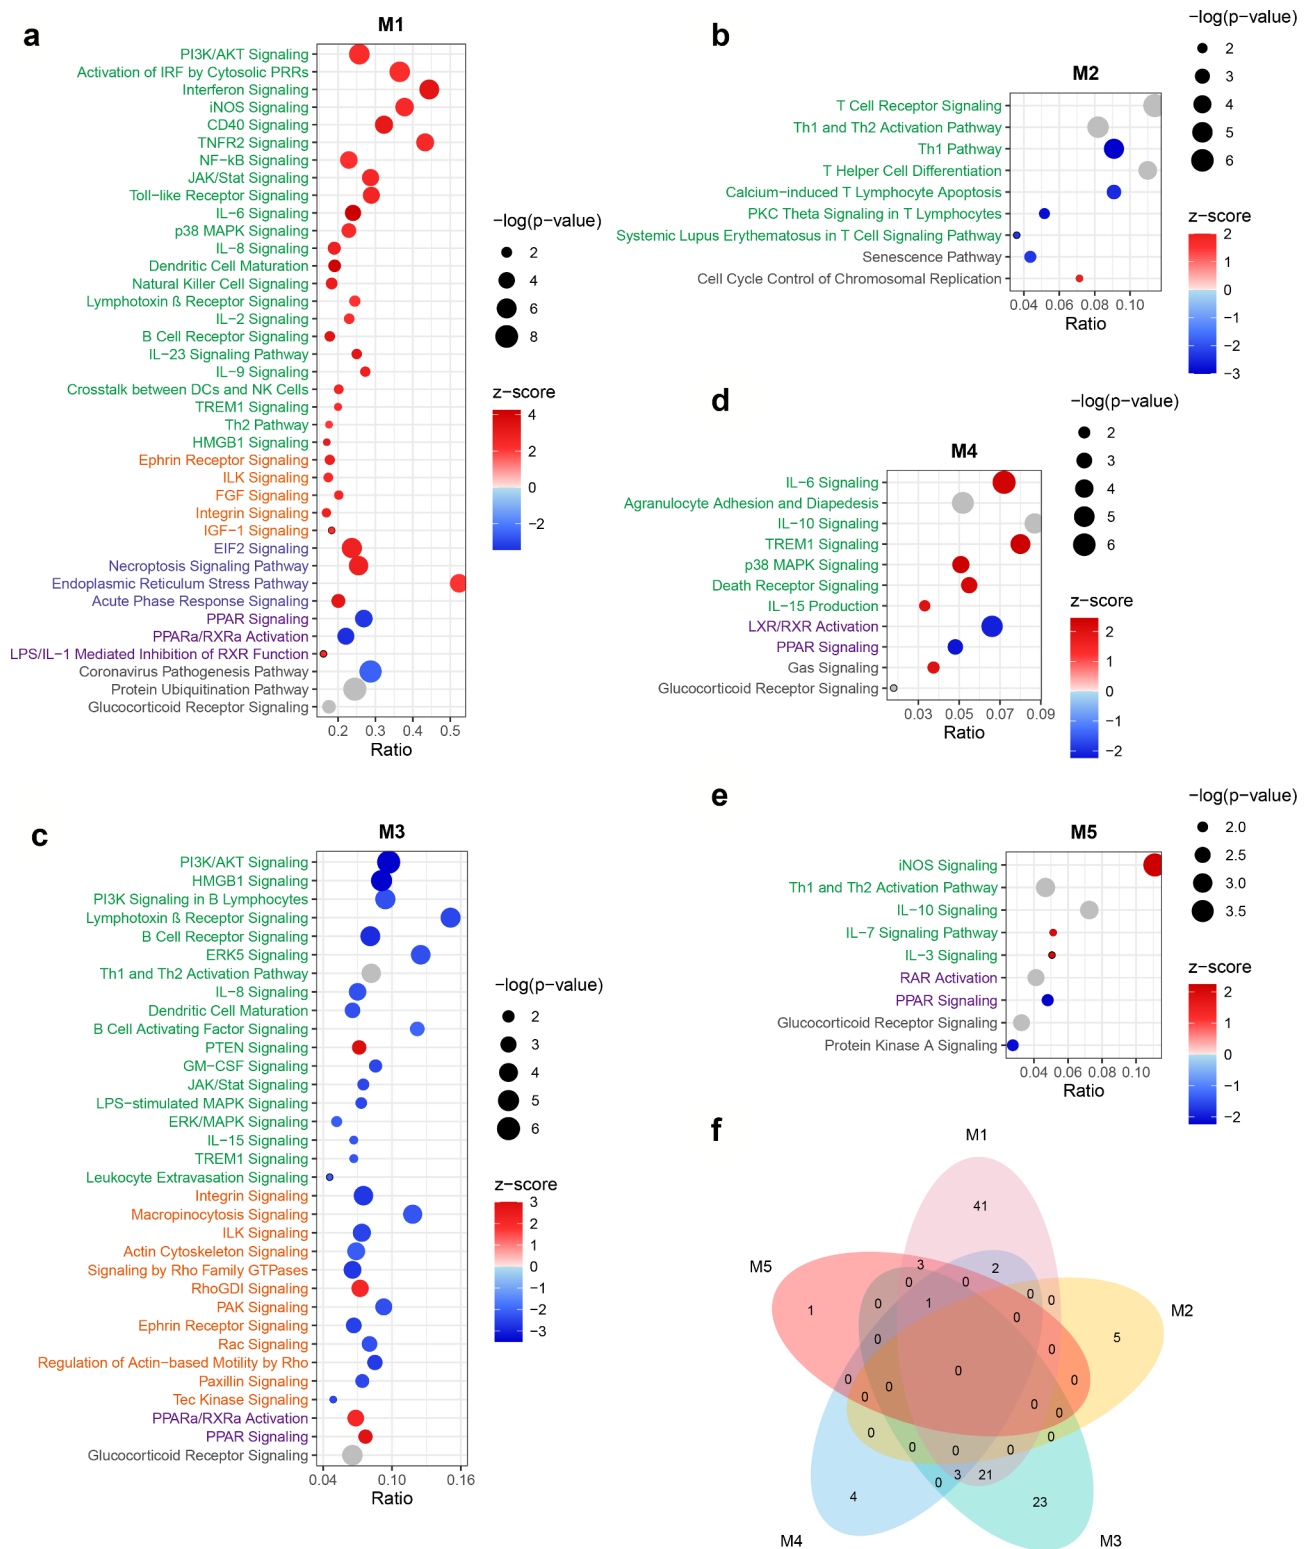 a
M1
PI3K/AKT Signaling
Activation of IRF by Cytosolic PRRs
Interferon Signaling
iNOS Signaling
CD40 Signaling
TNFR2 Signaling
NF−kB Signaling
JAK/Stat Signaling
Toll−like Receptor Signaling
IL−6 Signaling
p38 MAPK Signaling
IL−8 Signaling
Dendritic Cell Maturation
Natural Killer Cell Signaling
Lymphotoxin ß Receptor Signaling
IL−2 Signaling
B Cell Receptor Signaling
IL−23 Signaling Pathway
IL−9 Signaling
Crosstalk between DCs and NK Cells
TREM1 Signaling
Th2 Pathway
HMGB1 Signaling
Ephrin Receptor Signaling
ILK Signaling
FGF Signaling
Integrin Signaling
IGF−1 Signaling
EIF2 Signaling
Necroptosis Signaling Pathway
Endoplasmic Reticulum Stress Pathway
Acute Phase Response Signaling
PPAR Signaling
PPARa/RXRa Activation
LPS/IL−1 Mediated Inhibition of RXR Function
Coronavirus Pathogenesis Pathway
Protein Ubiquitination Pathway
Glucocorticoid Receptor Signaling
0.2 0.3 0.4 0.5
Ratio
−log(p−value)
2
4
6
8
z−score
4
2
0
−2
b
M2
T Cell Receptor Signaling
Th1 and Th2 Activation Pathway
Th1 Pathway
T Helper Cell Differentiation
Calcium−induced T Lymphocyte Apoptosis
PKC Theta Signaling in T Lymphocytes
Systemic Lupus Erythematosus in T Cell Signaling Pathway
Senescence Pathway
Cell Cycle Control of Chromosomal Replication
0.04 0.06 0.08 0.10
Ratio
−log(p−value)
2
3
4
5
6
z−score
2
1
0
−1
−2
−3
c
M3
PI3K/AKT Signaling
HMGB1 Signaling
PI3K Signaling in B Lymphocytes
Lymphotoxin ß Receptor Signaling
B Cell Receptor Signaling
ERK5 Signaling
Th1 and Th2 Activation Pathway
IL−8 Signaling
Dendritic Cell Maturation
B Cell Activating Factor Signaling
PTEN Signaling
GM−CSF Signaling
JAK/Stat Signaling
LPS−stimulated MAPK Signaling
ERK/MAPK Signaling
IL−15 Signaling
TREM1 Signaling
Leukocyte Extravasation Signaling
Integrin Signaling
Macropinocytosis Signaling
ILK Signaling
Actin Cytoskeleton Signaling
Signaling by Rho Family GTPases
RhoGDI Signaling
PAK Signaling
Ephrin Receptor Signaling
Rac Signaling
Regulation of Actin−based Motility by Rho
Paxillin Signaling
Tec Kinase Signaling
PPARa/RXRa Activation
PPAR Signaling
Glucocorticoid Receptor Signaling
0.04 0.10 0.16
Ratio
−log(p−value)
2
3
4
5
6
z−score
3
2
1
0
−1
−2
−3
d
M4
IL−6 Signaling
Agranulocyte Adhesion and Diapedesis
IL−10 Signaling
TREM1 Signaling
p38 MAPK Signaling
Death Receptor Signaling
IL−15 Production
LXR/RXR Activation
PPAR Signaling
Gas Signaling
Glucocorticoid Receptor Signaling
0.03 0.05 0.07 0.09
Ratio
−log(p−value)
2
3
4
5
6
z−score
2
1
0
−1
−2
e
M5
iNOS Signaling
Th1 and Th2 Activation Pathway
IL−10 Signaling
IL−7 Signaling Pathway
IL−3 Signaling
RAR Activation
PPAR Signaling
Glucocorticoid Receptor Signaling
Protein Kinase A Signaling
0.04 0.06 0.08 0.10
Ratio
−log(p−value)
2.0
2.5
3.0
3.5
z−score
2
1
0
−1
−2
f
M1
41
M5
3
2
0
0
0
0
0
1
1
0
M2
0
5
0
0
0
0
0
0
0
0
0
0
0
0
0
0
3
21
0
4
23
M4
M3